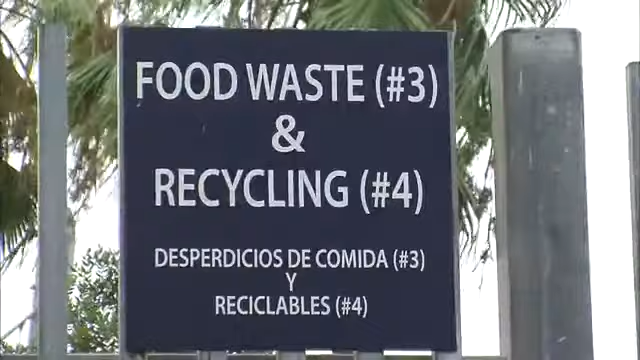 FOOD WASTE (#3)
&
RECYCLING (#4)
DESPERDICIOS DE COMIDA (#3)
Y
RECICLABLES (#4)